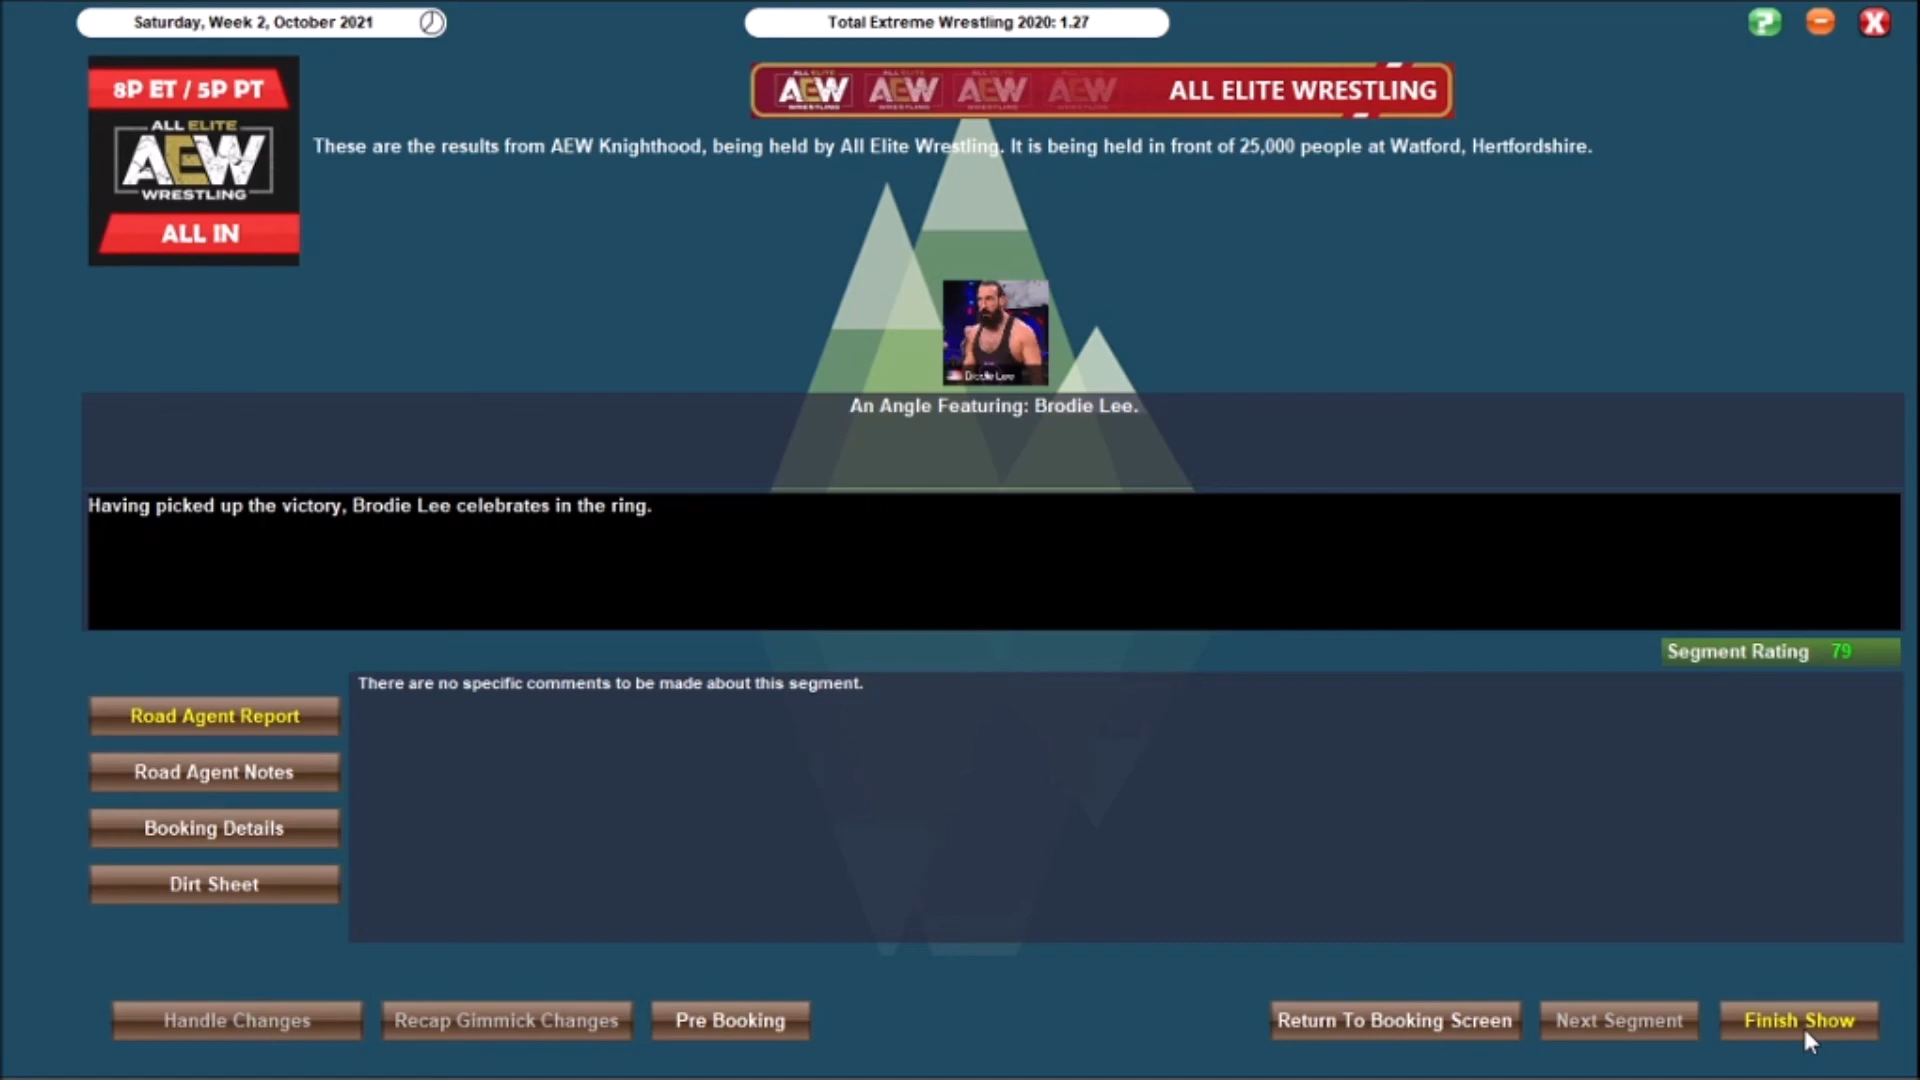 Saturday, Week 2, October 2021
Total Extreme Wrestling 2020: 1.27
8P ET / 5P PT
ALL ELITE
AEW
WRESTLING
ALL IN
ALL ELITE
AEW
WRESTLING
AEW
AEW
AEW
ALL ELITE WRESTLING
These are the results from AEW Knighthood, being held by All Elite Wrestling. It is being held in front of 25,000 people at Watford, Hertfordshire.
Brodie Lee
An Angle Featuring: Brodie Lee.
Having picked up the victory, Brodie Lee celebrates in the ring.
Segment Rating 79
There are no specific comments to be made about this segment.
Road Agent Report
Road Agent Notes
Booking Details
Dirt Sheet
Handle Changes
Recap Gimmick Changes
Pre Booking
Return To Booking Screen
Next Segment
Finish Show